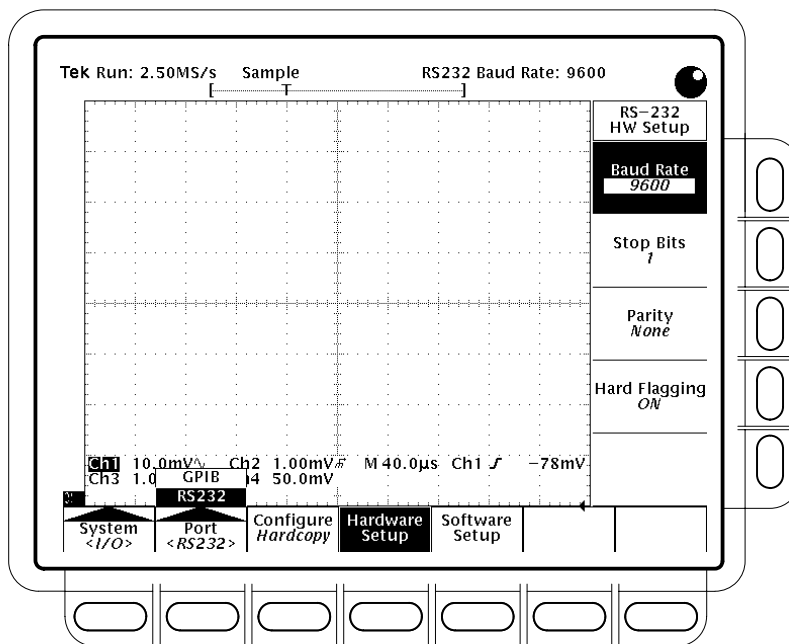 Tek Run: 2.50MS/s Sample RS232 Baud Rate: 9600
[ T ]
RS-232
HW Setup
Baud Rate
9600
Stop Bits
1
Parity
None
Hard Flagging
ON
Ch1 10.0mV Ch2 1.00mV M 40.0µs Ch1 -78mV
Ch3 1.0 4 50.0mV
GPIB
RS232
System
<I/O>
Port
<RS232>
Configure
Hardcopy
Hardware
Setup
Software
Setup